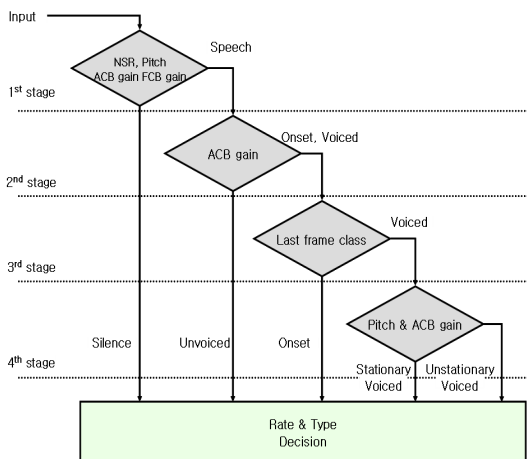 Input
Speech
NSR, Pitch
ACB gain FCB gain
1st stage
Onset, Voiced
ACB gain
2nd stage
Voiced
Last frame class
3rd stage
Pitch & ACB gain
Silence
Unvoiced
Onset
4th stage
Stationary
Voiced
Unstationary
Voiced
Rate & Type
Decision